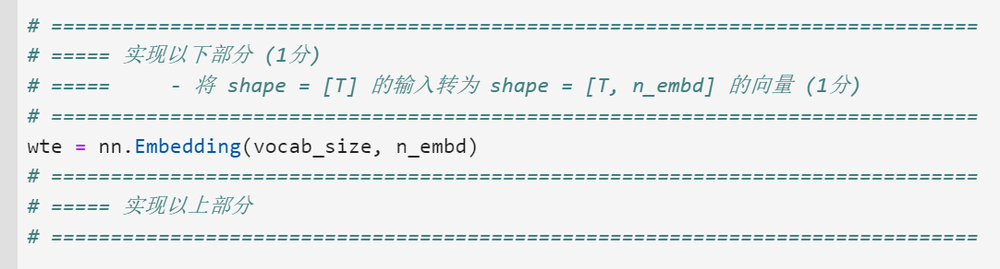 # ==============================================================================
# ===== 实现以下部分 (1分)
# =====     - 将 shape = [T] 的输入转为 shape = [T, n_embd] 的向量 (1分)
# ==============================================================================
wte = nn.Embedding(vocab_size, n_embd)
# ==============================================================================
# ===== 实现以上部分
# ==============================================================================